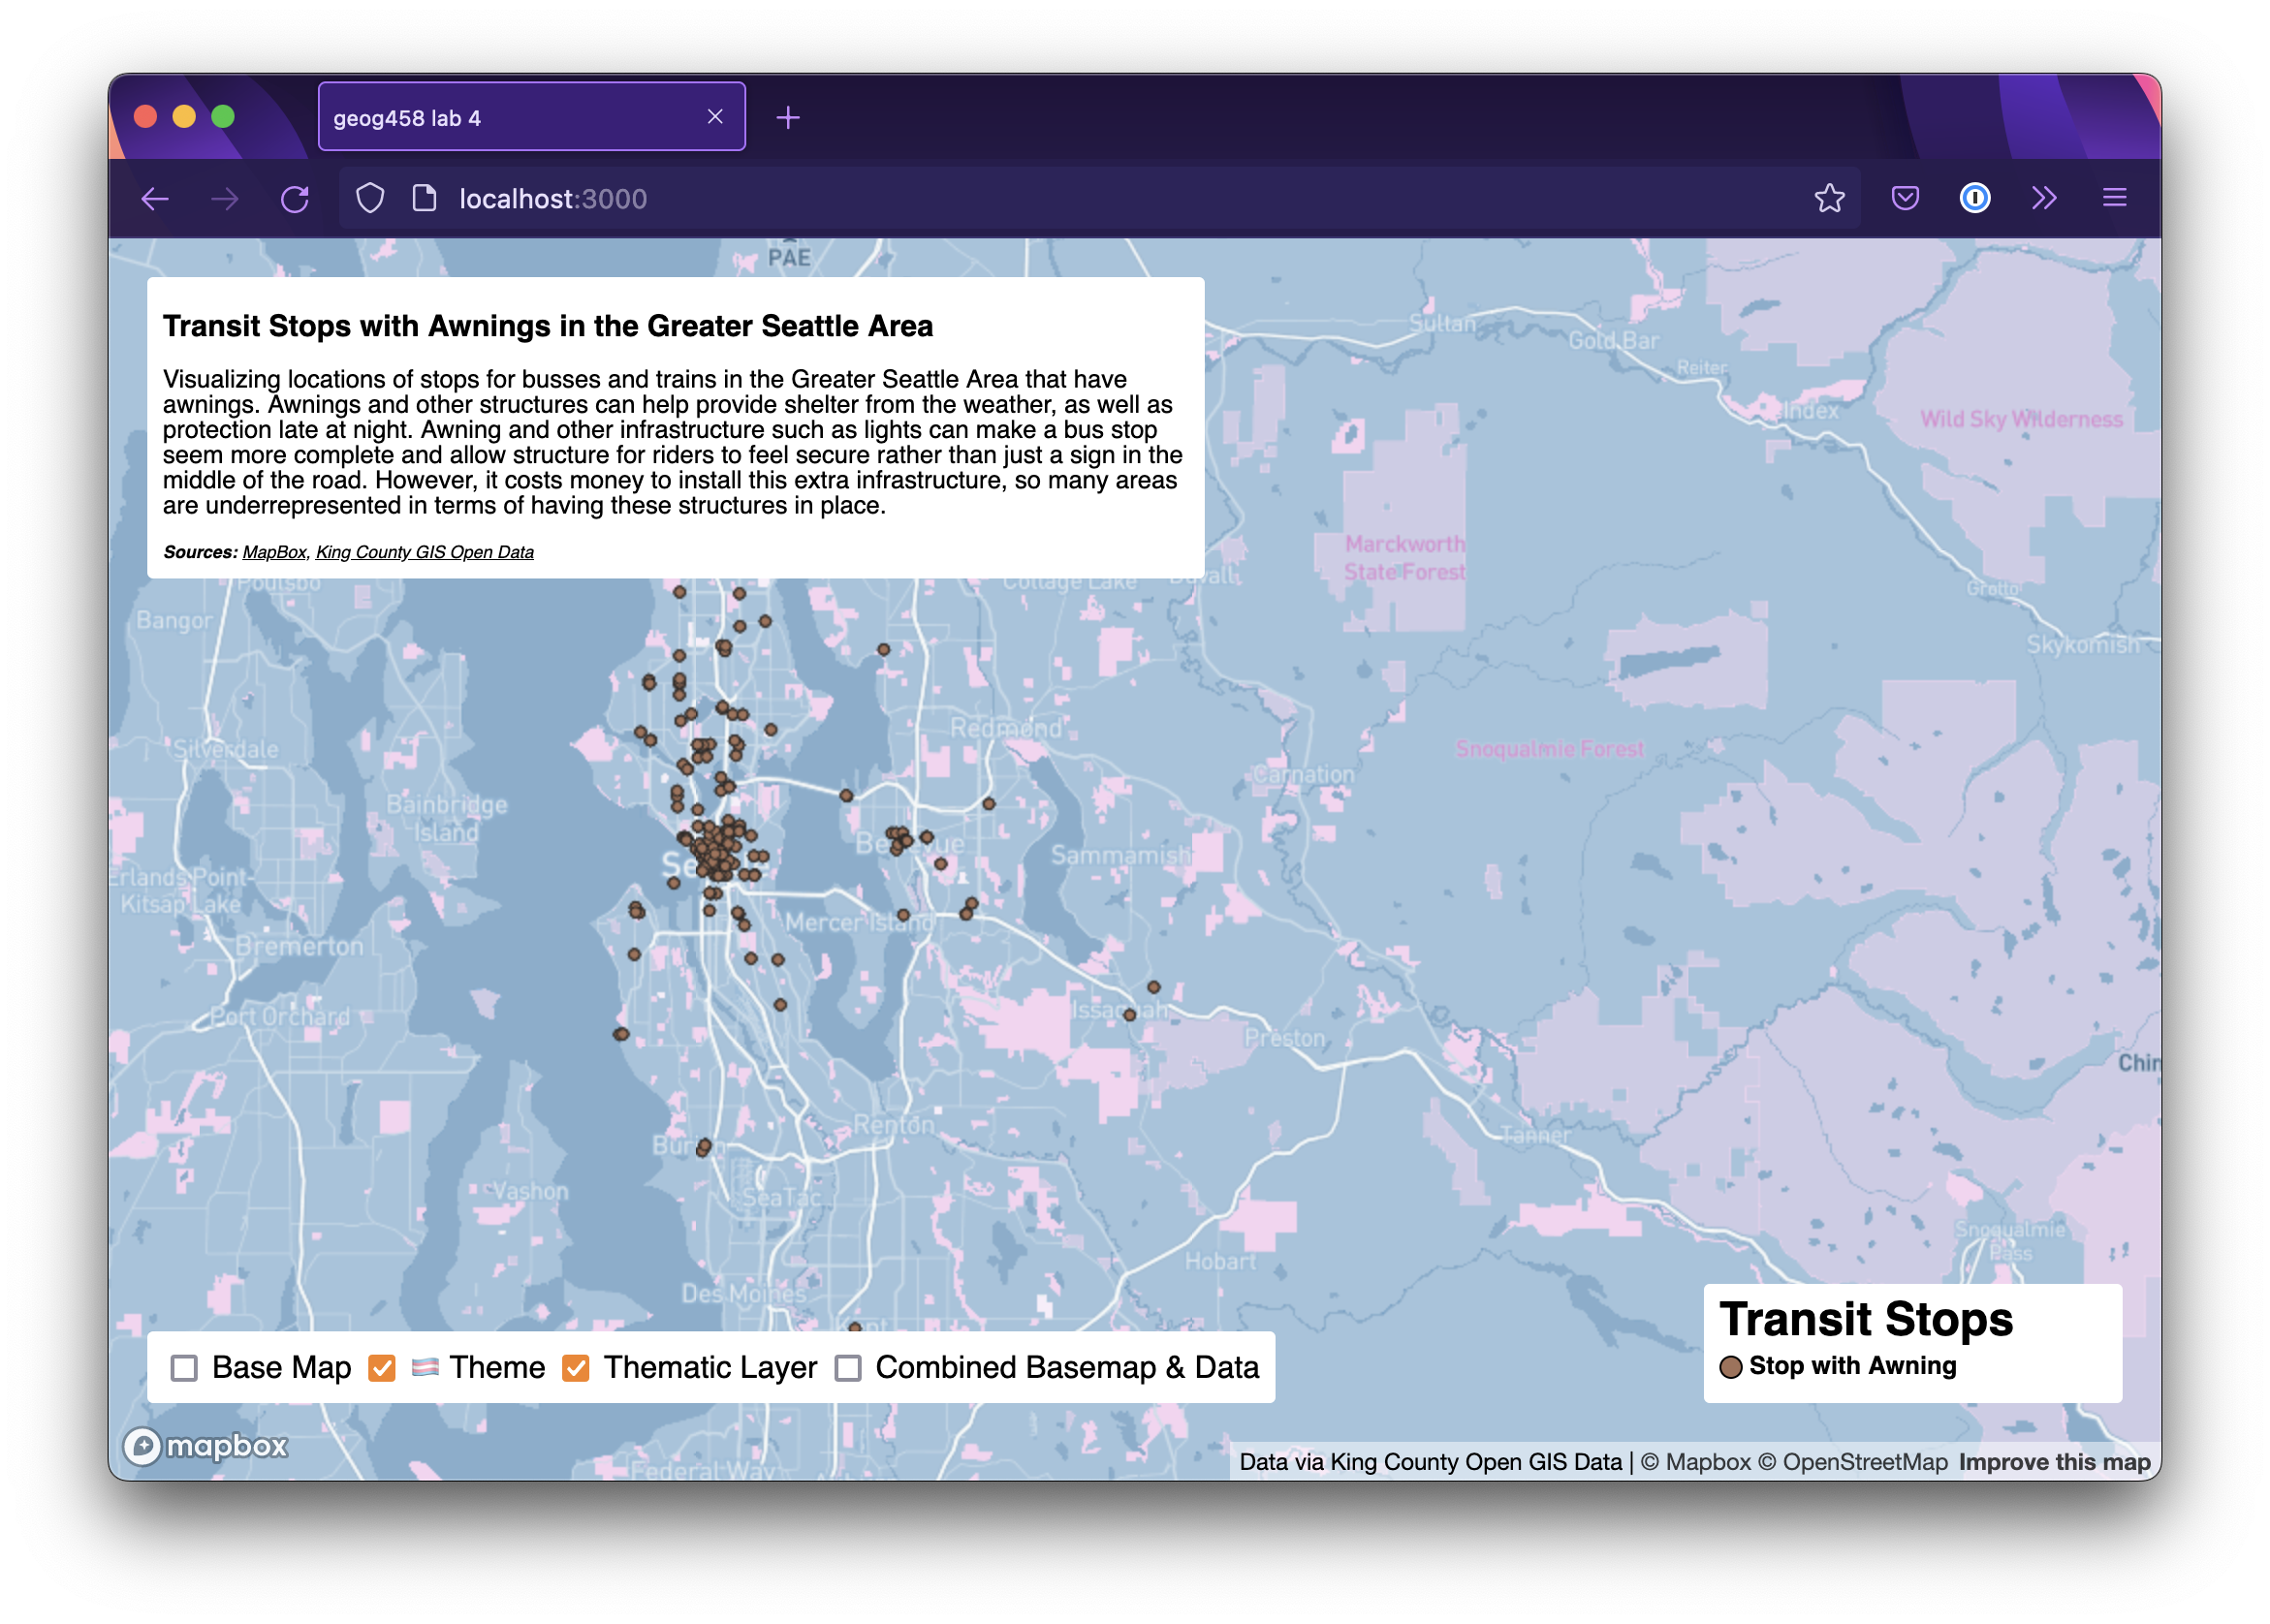 geog458 lab 4
localhost:3000
PAE
Transit Stops with Awnings in the Greater Seattle Area
Visualizing locations of stops for busses and trains in the Greater Seattle Area that have
awnings. Awnings and other structures can help provide shelter from the weather, as well as
protection late at night. Awning and other infrastructure such as lights can make a bus stop
seem more complete and allow structure for riders to feel secure rather than just a sign in the
middle of the road. However, it costs money to install this extra infrastructure, so many areas
are underrepresented in terms of having these structures in place.
Sources: MapBox, King County GIS Open Data
Sultan
Gold Bar
Reiter
Index
Wild Sky Wilderness
Marckworth
State Forest
Poulsbo
Cottage Lake
Duvall
Grotto
Bangor
Skykomish
Redmond
Silverdale
Snoqualmie Forest
Carnation
Bainbridge
Island
Bellevue
Sammamish
Se
Erlands Point-
Kitsap Lake
Mercer Island
Bremerton
Port Orchard
Issaquah
Preston
Chin
Renton
Burien
Tanner
Vashon
SeaTac
Snoqualmie
Pass
Hobart
Des Moines
Kent
Transit Stops
Stop with Awning
Base Map
Theme
Thematic Layer
Combined Basemap & Data
mapbox
Federal Way
Data via King County Open GIS Data | © Mapbox © OpenStreetMap Improve this map